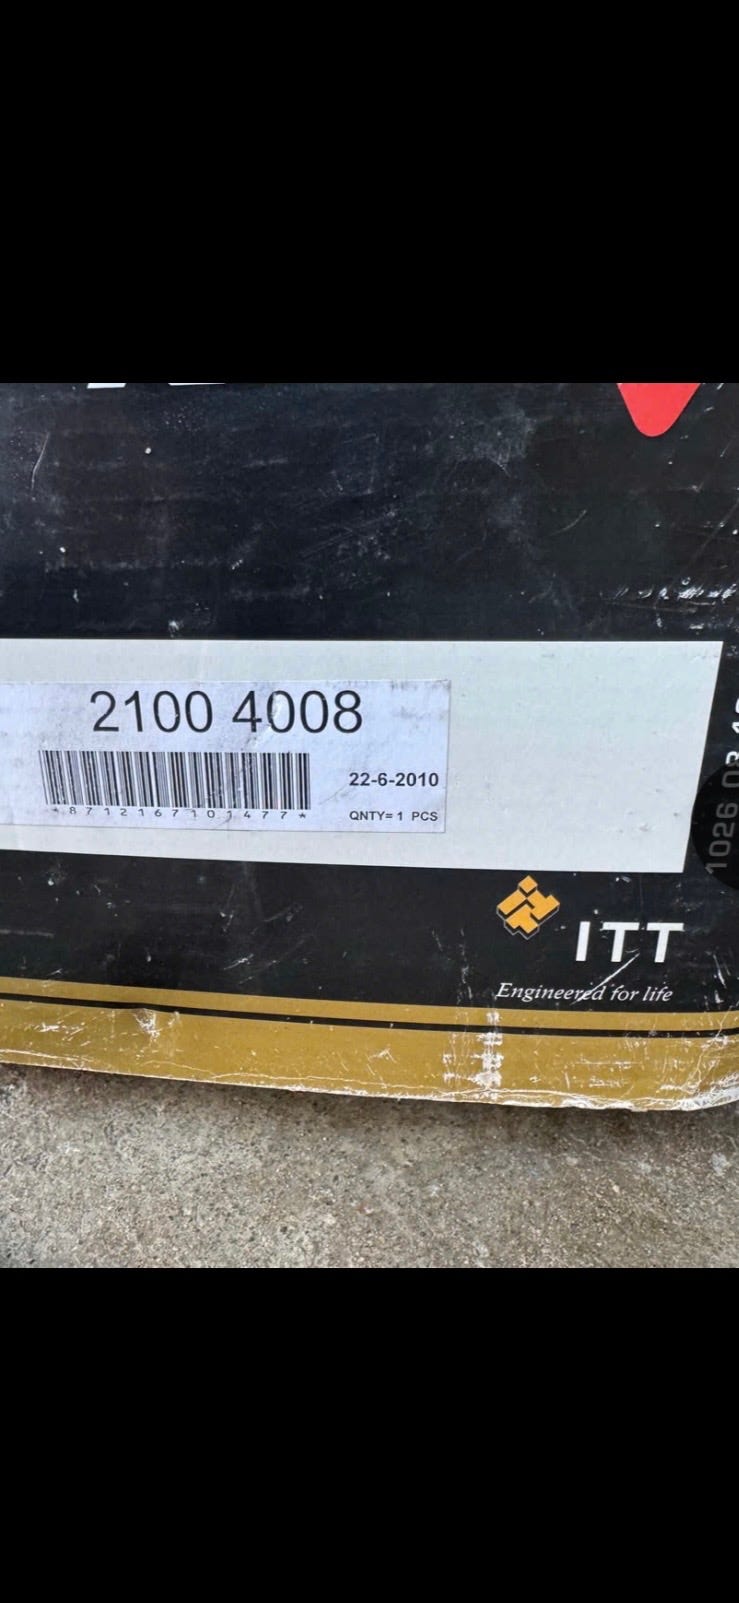 2100 4008
*8712167101477*
22-6-2010
QNTY= 1 PCS
ITT
Engineered for life